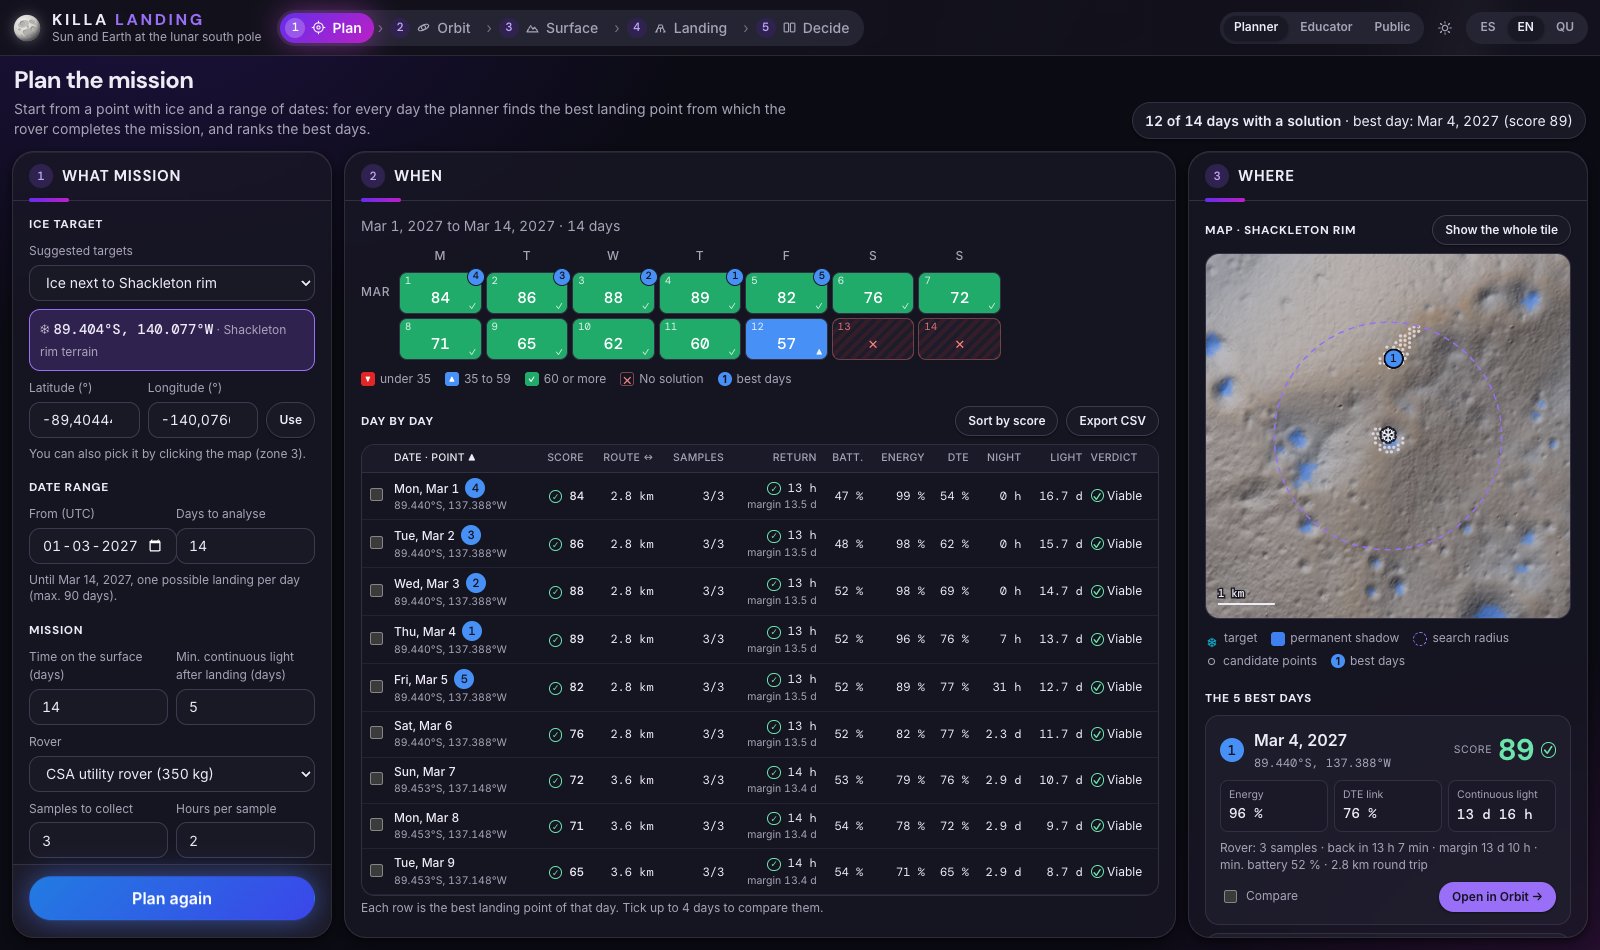 KILLA LANDING
Sun and Earth at the lunar south pole
1 Plan › 2 Orbit › 3 Surface › 4 Landing › 5 Decide
Planner Educator Public
ES EN QU
Plan the mission
Start from a point with ice and a range of dates: for every day the planner finds the best landing point from which the
rover completes the mission, and ranks the best days.
12 of 14 days with a solution · best day: Mar 4, 2027 (score 89)
1 WHAT MISSION
ICE TARGET
Suggested targets
Ice next to Shackleton rim
❄ 89.404°S, 140.077°W · Shackleton
rim terrain
Latitude (°) Longitude (°)
-89,4044 -140,076 Use
You can also pick it by clicking the map (zone 3).
DATE RANGE
From (UTC) Days to analyse
01-03-2027 14
Until Mar 14, 2027, one possible landing per day
(max. 90 days).
MISSION
Time on the surface Min. continuous light
(days) after landing (days)
14 5
Rover
CSA utility rover (350 kg)
Samples to collect Hours per sample
3 2
Plan again
2 WHEN
Mar 1, 2027 to Mar 14, 2027 · 14 days
M T W T F S S
MAR
1 84 ✓ 4
2 86 ✓ 3
3 88 ✓ 2
4 89 ✓ 1
5 82 ✓ 5
6 76 ✓
7 72 ✓
8 71 ✓
9 65 ✓
10 62 ✓
11 60 ✓
12 57 ▲
13 ✕
14 ✕
▼ under 35 ▲ 35 to 59 ✓ 60 or more ✕ No solution 1 best days
DAY BY DAY
Sort by score Export CSV
DATE · POINT ▲ SCORE ROUTE ↔ SAMPLES RETURN BATT. ENERGY DTE NIGHT LIGHT VERDICT
Mon, Mar 1 4 ✓ 84 2.8 km 3/3 ✓ 13 h 47 % 99 % 54 % 0 h 16.7 d ✓ Viable
89.440°S, 137.388°W margin 13.5 d
Tue, Mar 2 3 ✓ 86 2.8 km 3/3 ✓ 13 h 48 % 98 % 62 % 0 h 15.7 d ✓ Viable
89.440°S, 137.388°W margin 13.5 d
Wed, Mar 3 2 ✓ 88 2.8 km 3/3 ✓ 13 h 52 % 98 % 69 % 0 h 14.7 d ✓ Viable
89.440°S, 137.388°W margin 13.5 d
Thu, Mar 4 1 ✓ 89 2.8 km 3/3 ✓ 13 h 52 % 96 % 76 % 7 h 13.7 d ✓ Viable
89.440°S, 137.388°W margin 13.5 d
Fri, Mar 5 5 ✓ 82 2.8 km 3/3 ✓ 13 h 52 % 89 % 77 % 31 h 12.7 d ✓ Viable
89.440°S, 137.388°W margin 13.5 d
Sat, Mar 6 ✓ 76 2.8 km 3/3 ✓ 13 h 52 % 82 % 77 % 2.3 d 11.7 d ✓ Viable
89.440°S, 137.388°W margin 13.5 d
Sun, Mar 7 ✓ 72 3.6 km 3/3 ✓ 14 h 53 % 79 % 76 % 2.9 d 10.7 d ✓ Viable
89.453°S, 137.148°W margin 13.4 d
Mon, Mar 8 ✓ 71 3.6 km 3/3 ✓ 14 h 54 % 78 % 72 % 2.9 d 9.7 d ✓ Viable
89.453°S, 137.148°W margin 13.4 d
Tue, Mar 9 ✓ 65 3.6 km 3/3 ✓ 14 h 54 % 71 % 65 % 2.9 d 8.7 d ✓ Viable
89.453°S, 137.148°W margin 13.4 d
Each row is the best landing point of that day. Tick up to 4 days to compare them.
3 WHERE
MAP · SHACKLETON RIM Show the whole tile
1
1 km
❄ target permanent shadow search radius
candidate points 1 best days
THE 5 BEST DAYS
1 Mar 4, 2027 SCORE 89 ✓
89.440°S, 137.388°W
Energy DTE link Continuous light
96 % 76 % 13 d 16 h
Rover: 3 samples · back in 13 h 7 min · margin 13 d 10 h ·
min. battery 52 % · 2.8 km round trip
Compare Open in Orbit →